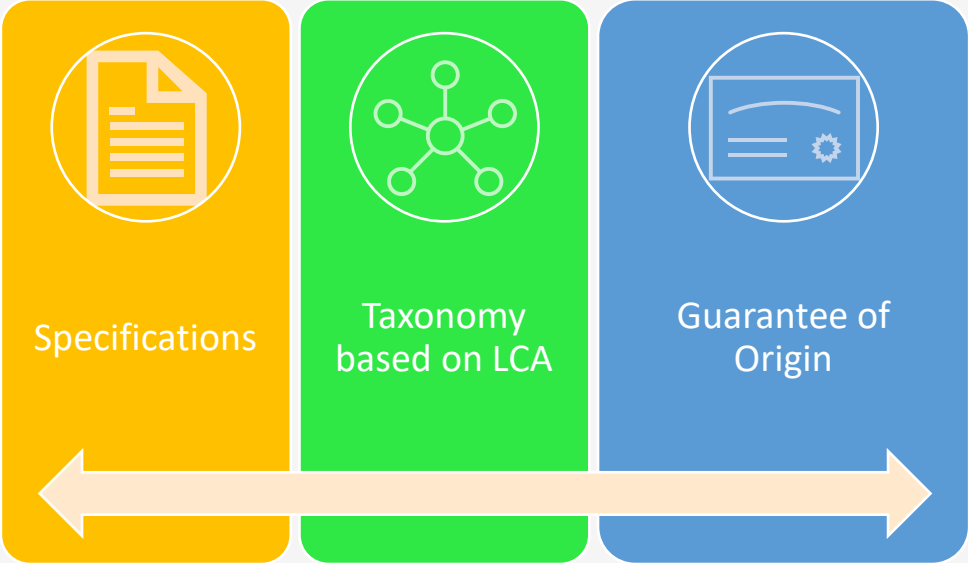 Specifications
Taxonomy
based on LCA
Guarantee of
Origin